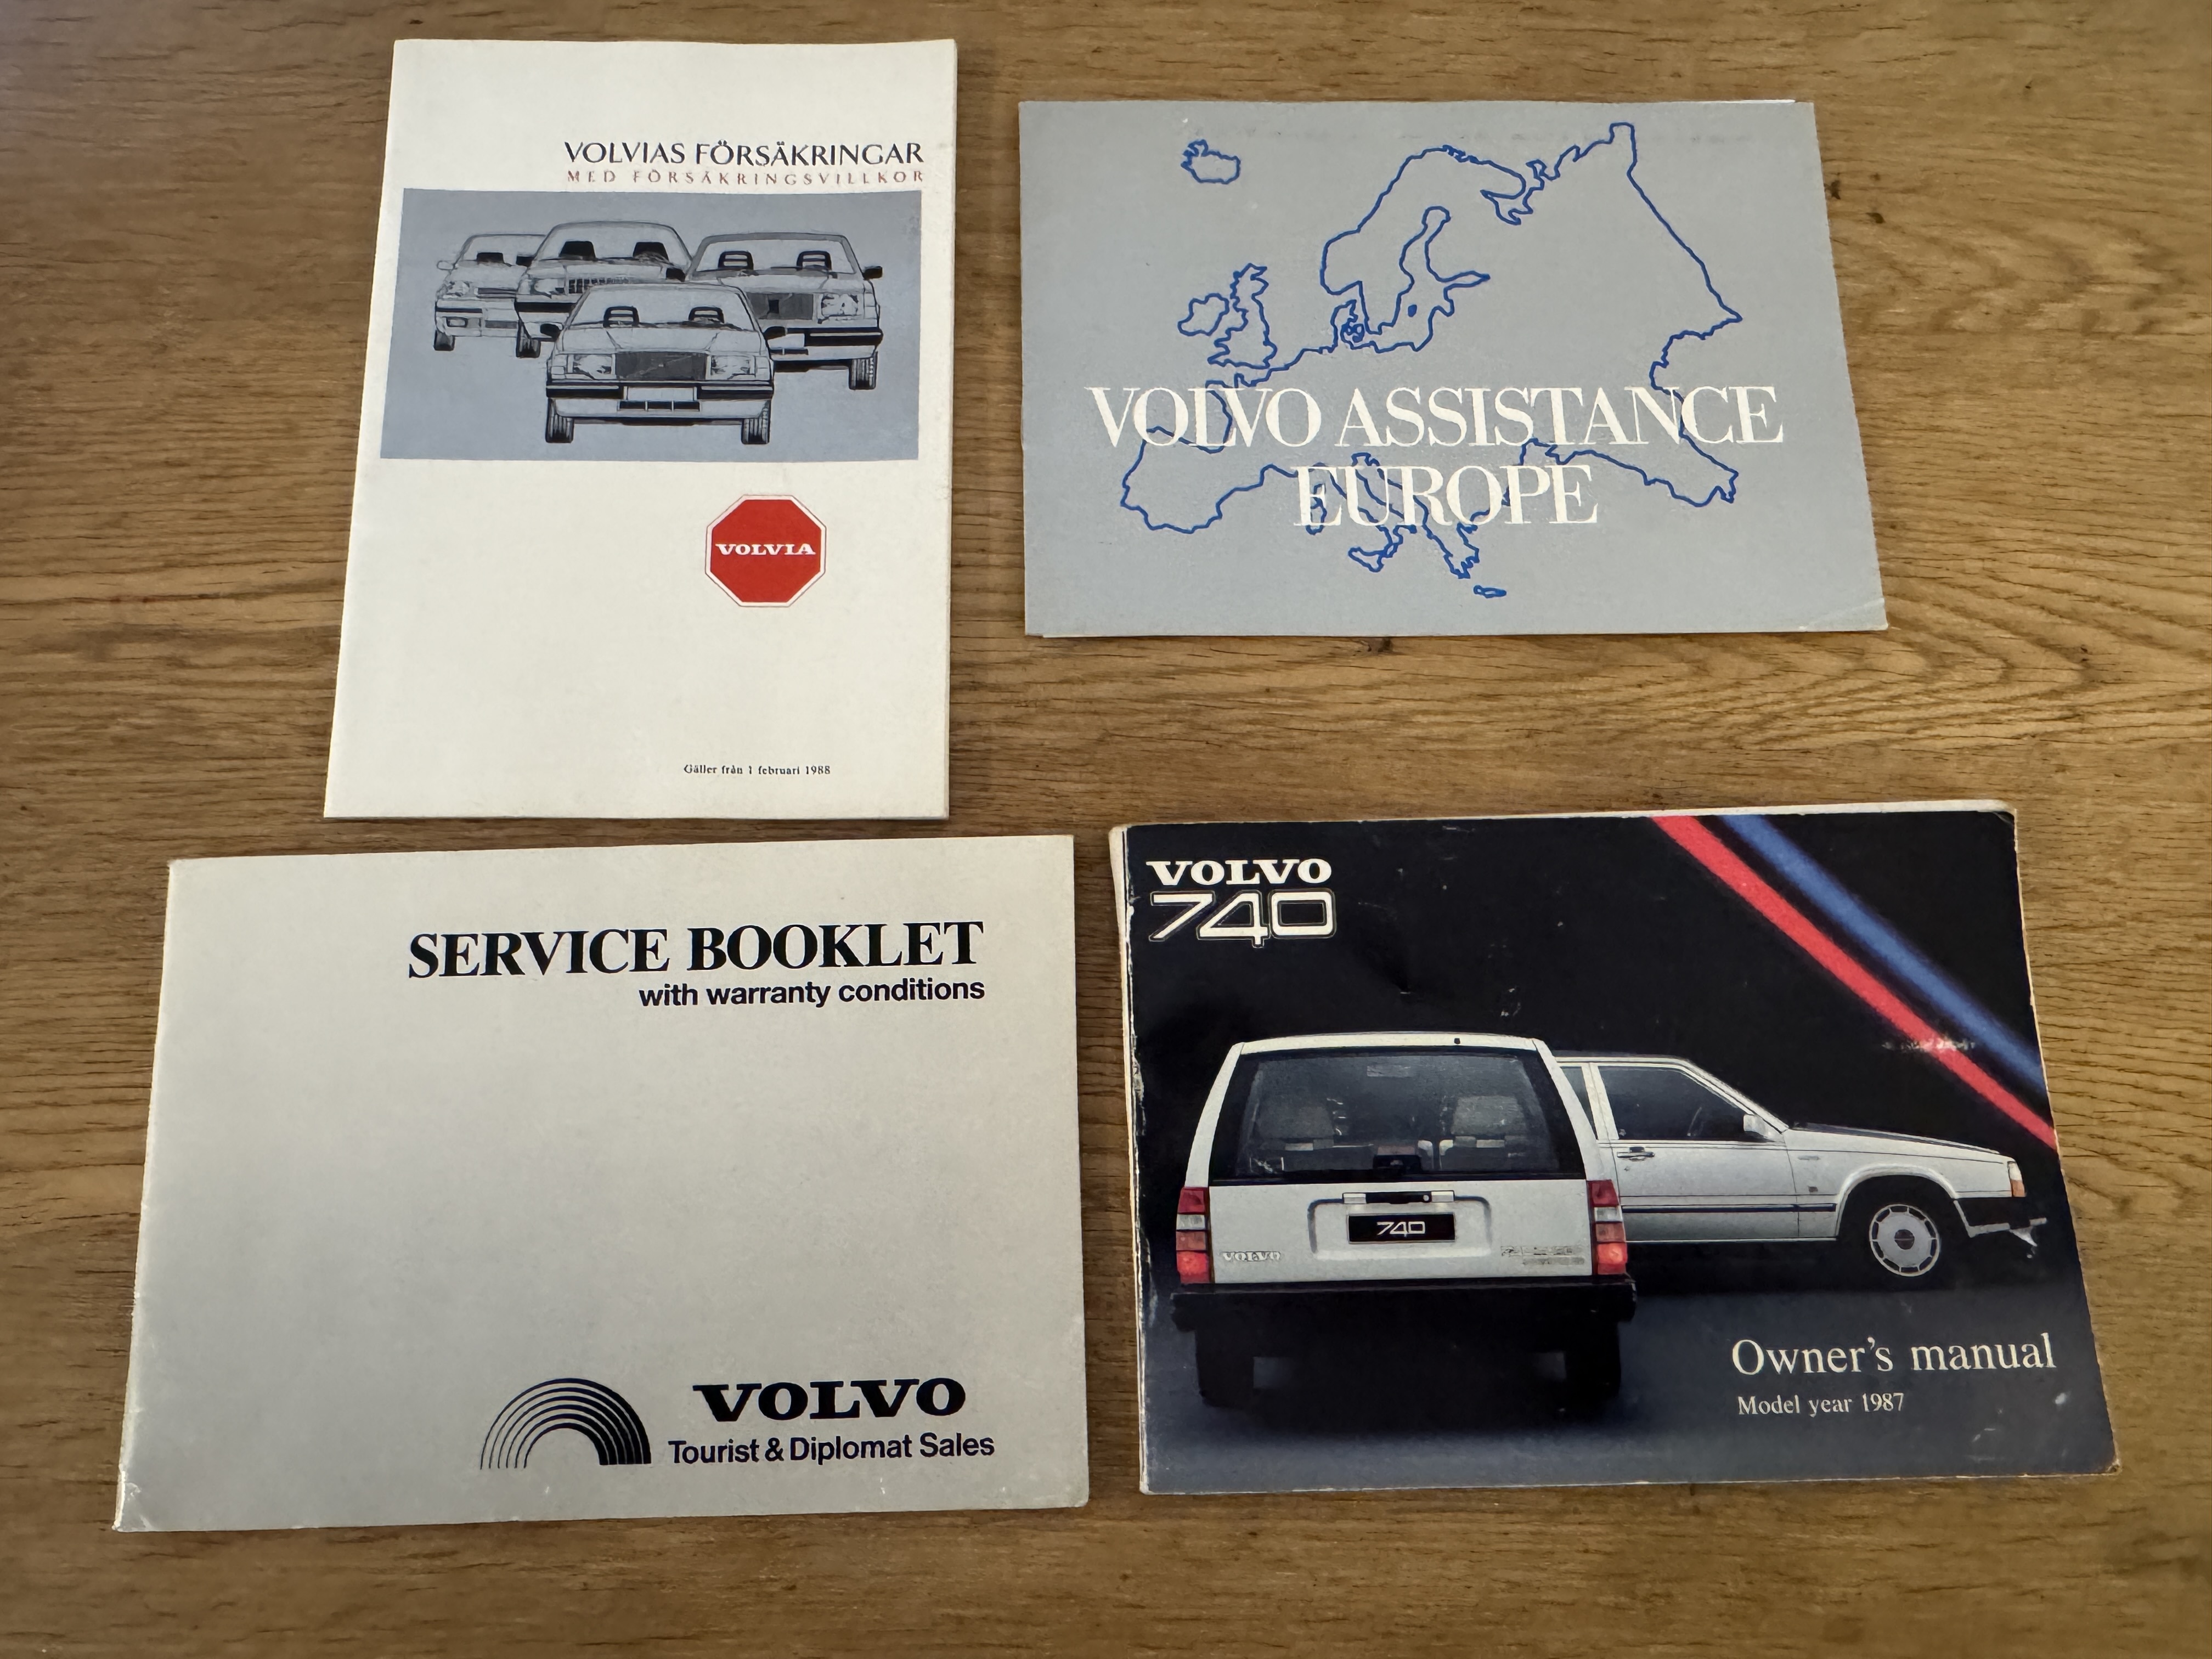 VOLVIAS FÖRSÄKRINGAR
MED FÖRSÄKRINGSVILLKOR
VOLVIA
Gäller från 1 februari 1988
VOLVO ASSISTANCE
EUROPE
SERVICE BOOKLET
with warranty conditions
VOLVO
Tourist & Diplomat Sales
VOLVO
740
740
VOLVO
Owner's manual
Model year 1987